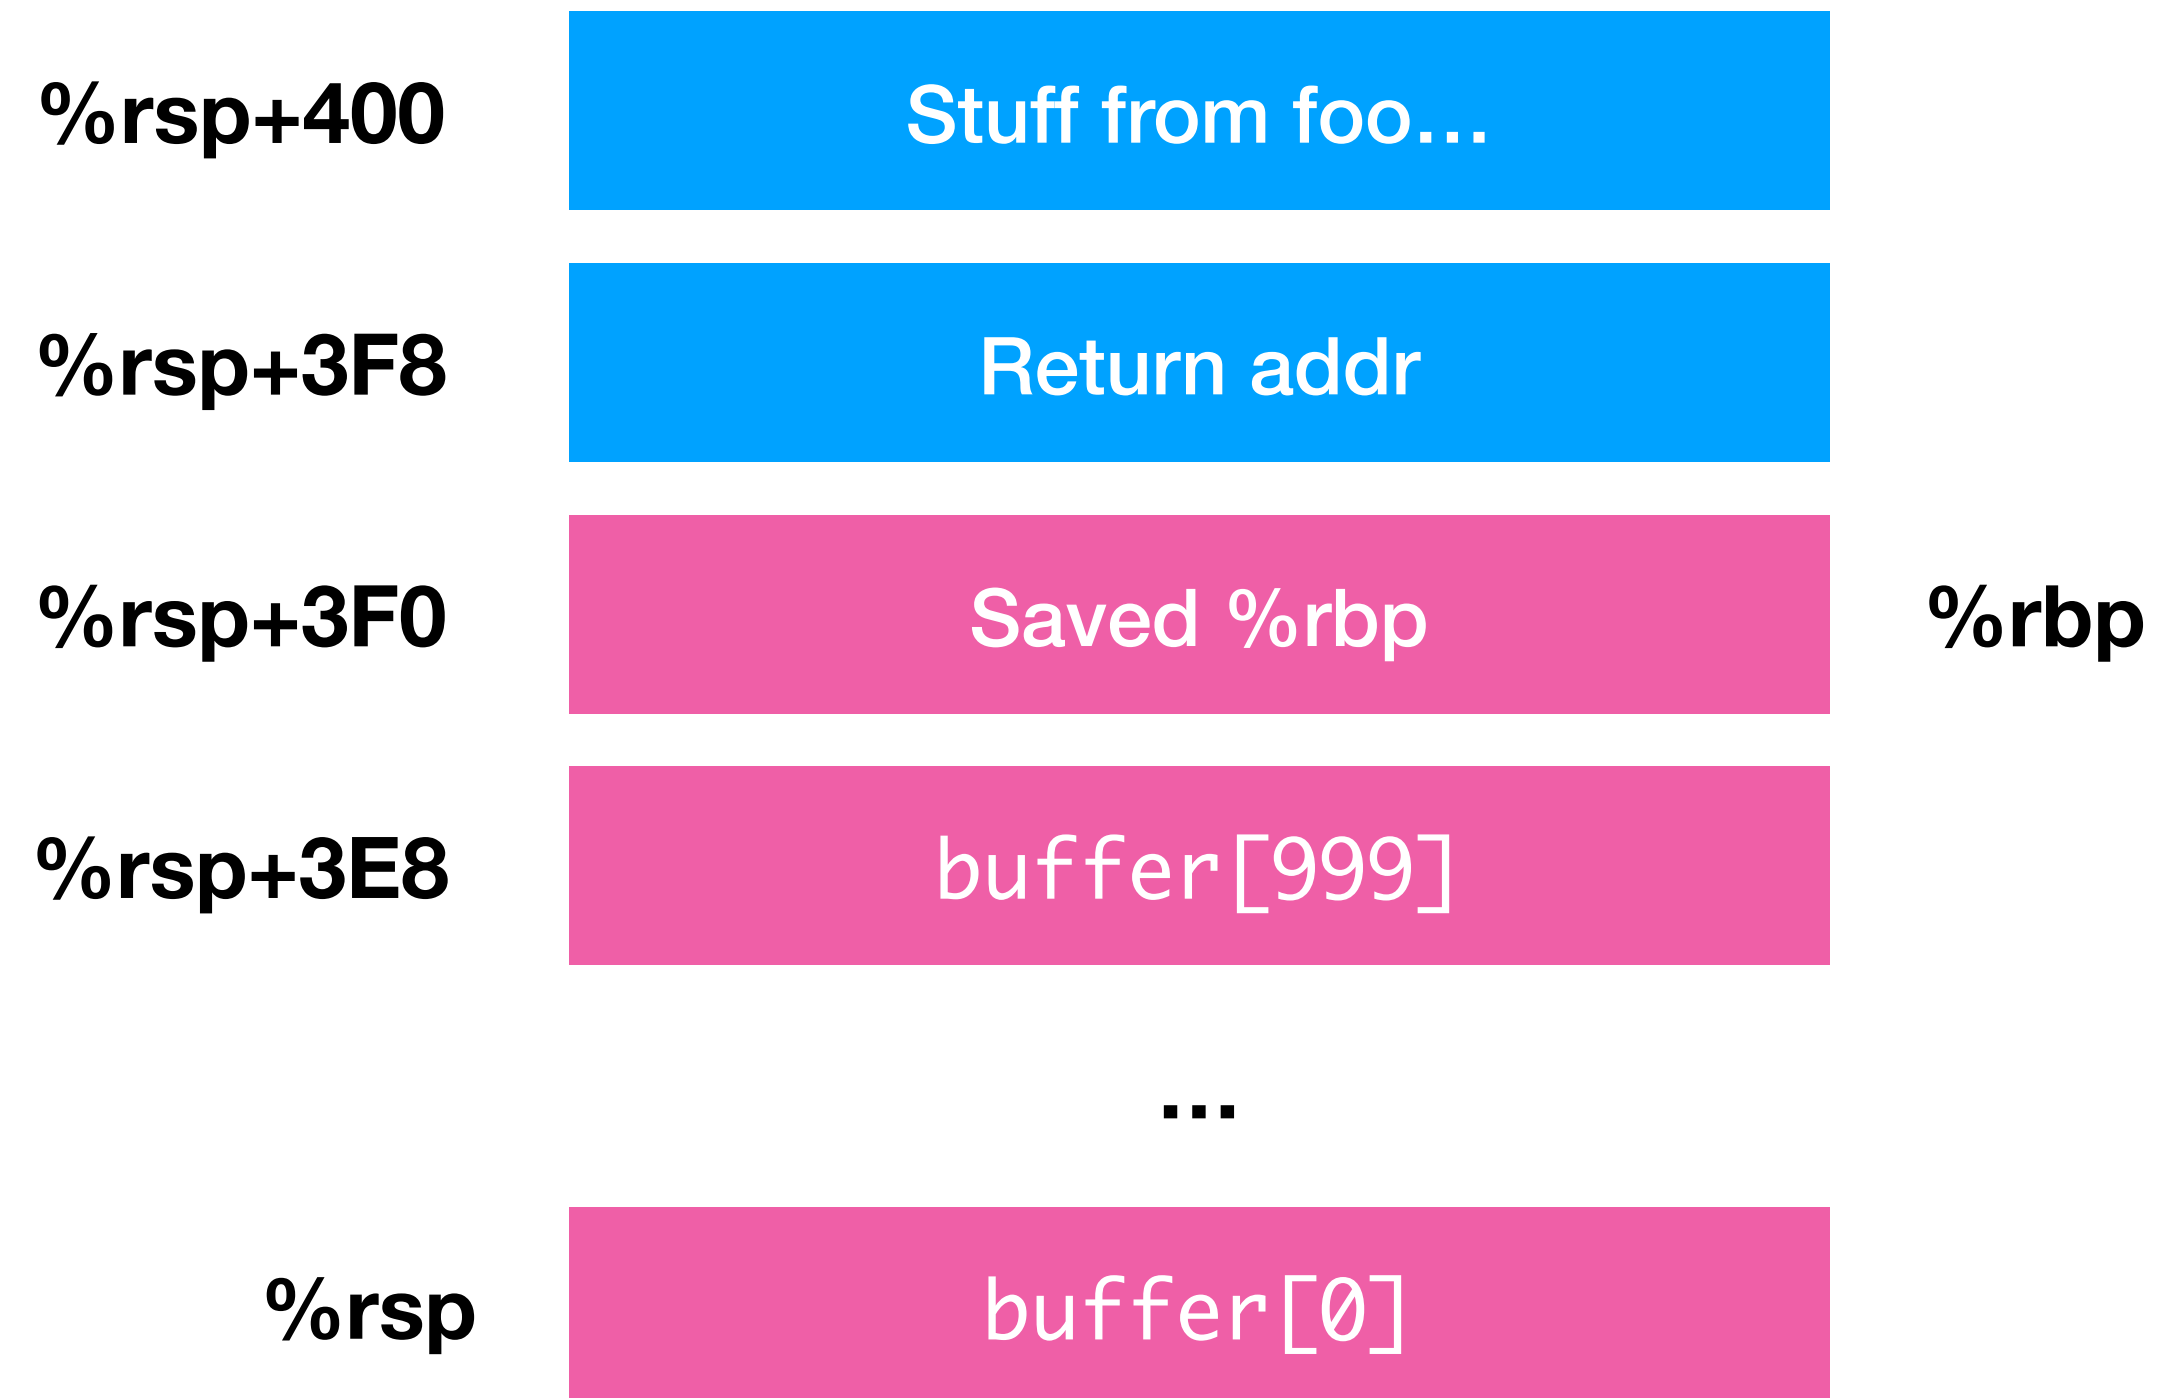 %rsp+400 Stuff from foo...
%rsp+3F8 Return addr
%rsp+3F0 Saved %rbp %rbp
%rsp+3E8 buffer[999]
...
%rsp buffer[0]